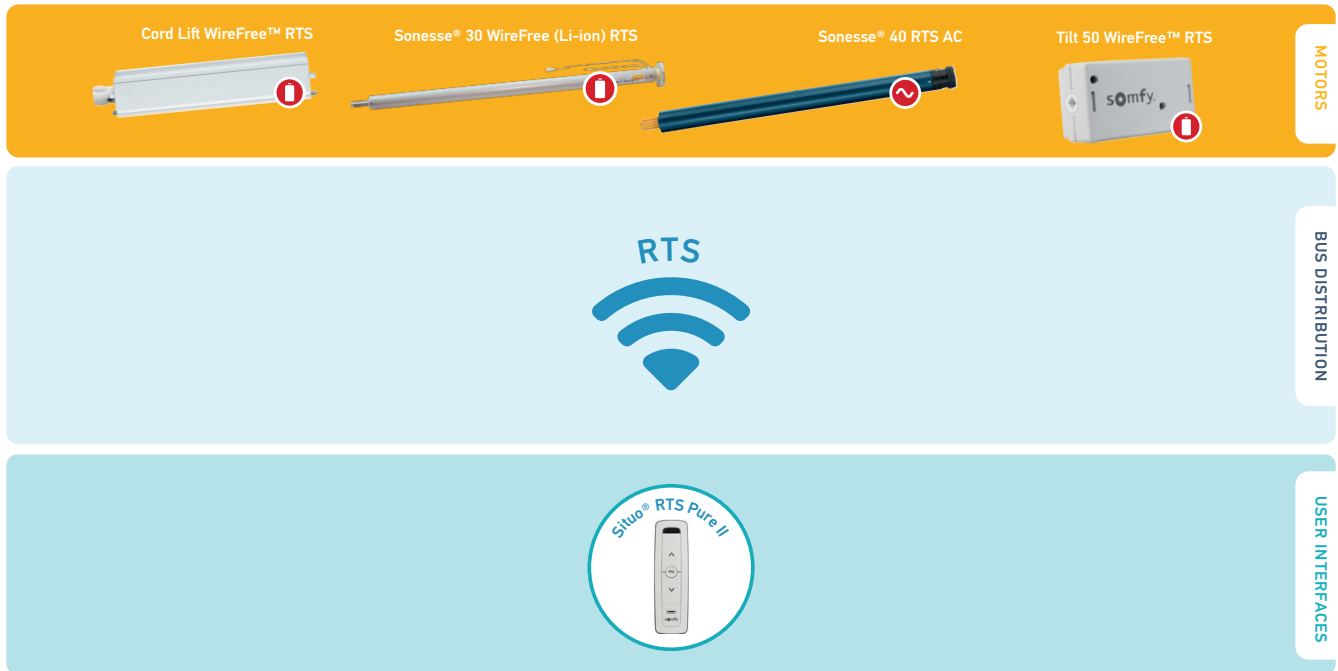 Cord Lift WireFree™ RTS
Sonesse® 30 WireFree (Li-ion) RTS
Sonesse® 40 RTS AC
Tilt 50 WireFree™ RTS
somfy.
MOTORS
RTS
BUS DISTRIBUTION
Situo® RTS Pure II
my
somfy
USER INTERFACES